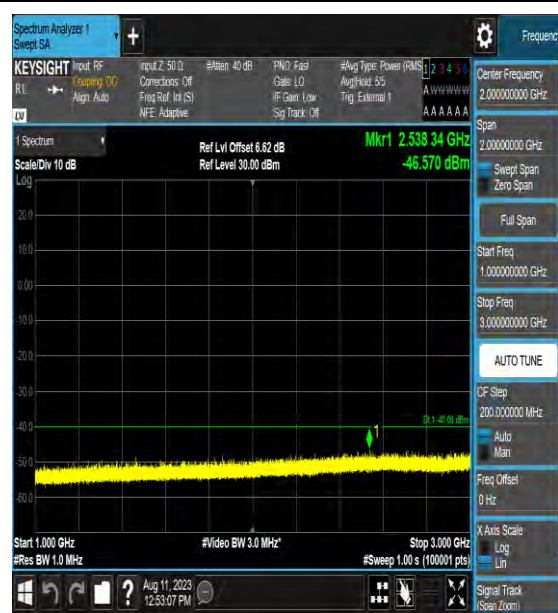 Spectrum Analyzer 1
Swept SA
+
Frequenc
KEYSIGHT Input: RF Input Z: 50 Ω #Atten: 40 dB PNO: Fast #Avg Type: Power (RMS 1 2 3 4 5 6
RL Coupling: DC Corrections: Off Gate: LO Avg|Hold: 5/5 A W W W W W
Align: Auto Freq Ref: Int (S) IF Gain: Low Trig: External 1
LXI NFE: Adaptive Sig Track: Off A A A A A A
1 Spectrum
Scale/Div 10 dB
Ref Lvl Offset 6.62 dB
Ref Level 30.00 dBm
Mkr1 2.538 34 GHz
-46.570 dBm
Log
20.0
10.0
0.00
-10.0
-20.0
-30.0
DL1 -40.00 dBm
-40.0
1
-50.0
-60.0
Start 1.000 GHz #Video BW 3.0 MHz* Stop 3.000 GHz
#Res BW 1.0 MHz #Sweep 1.00 s (100001 pts)
? Aug 11, 2023
12:53:07 PM
Center Frequency
2.000000000 GHz
Span
2.00000000 GHz
Swept Span
Zero Span
Full Span
Start Freq
1.000000000 GHz
Stop Freq
3.000000000 GHz
AUTO TUNE
CF Step
200.000000 MHz
Auto
Man
Freq Offset
0 Hz
X Axis Scale
Log
Lin
Signal Track
(Span Zoom)